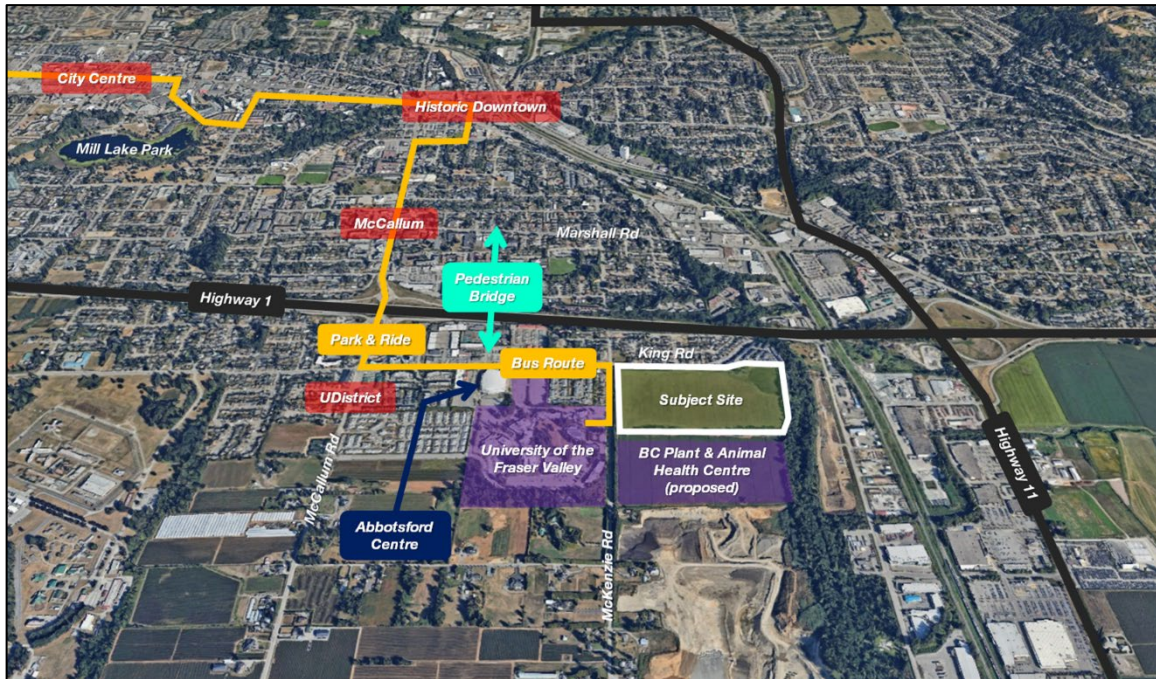 City Centre
Historic Downtown
Mill Lake Park
McCallum
Marshall Rd
Pedestrian
Bridge
Highway 1
Park & Ride
Bus Route
King Rd
UDistrict
Subject Site
McCallum Rd
University of the
Fraser Valley
BC Plant & Animal
Health Centre
(proposed)
Highway 11
Abbotsford
Centre
McKenzie Rd